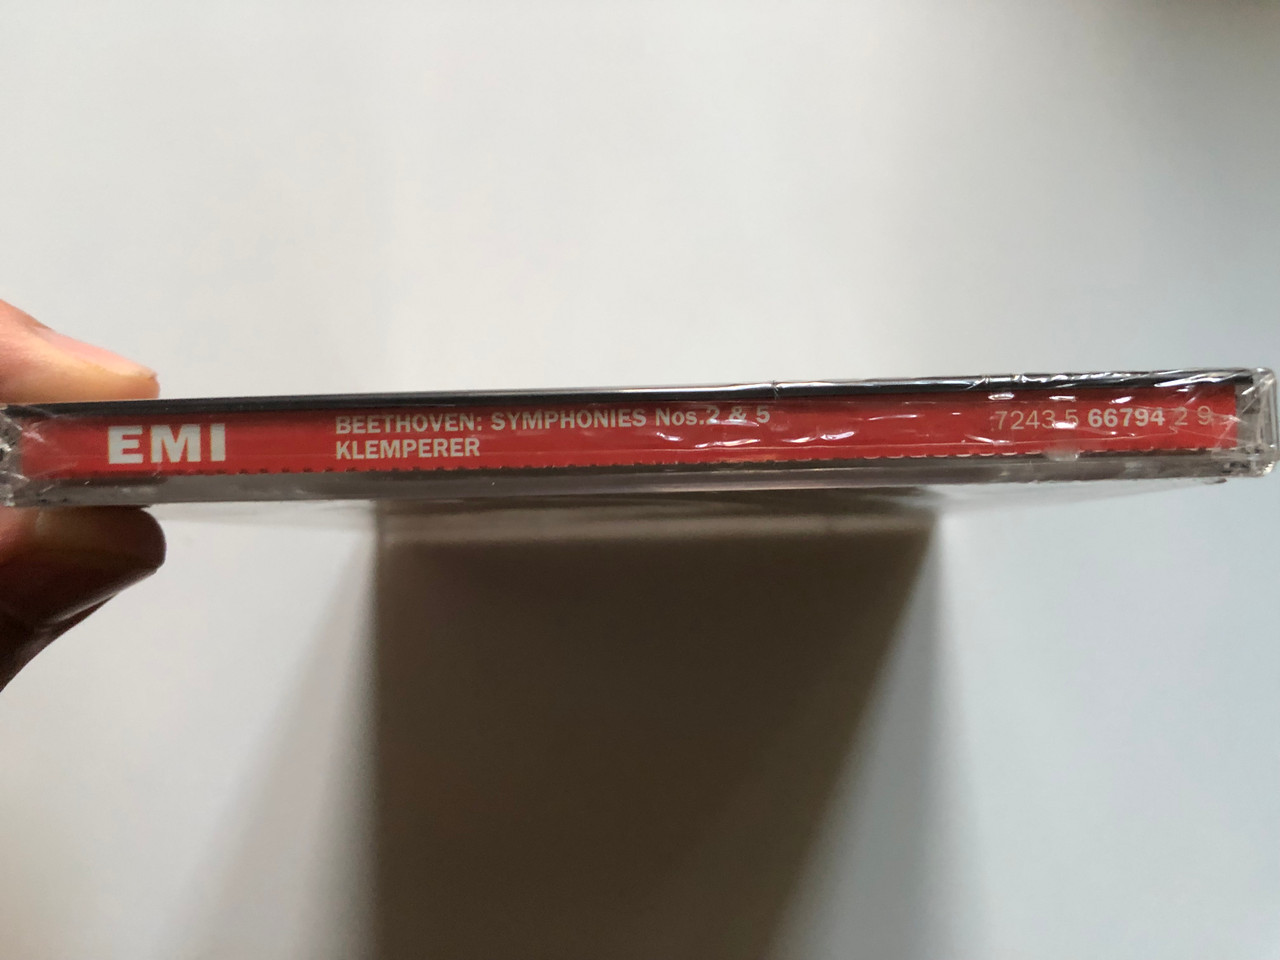 EMI
BEETHOVEN: SYMPHONIES Nos.2 & 5
KLEMPERER
7243 5 66794 2 9